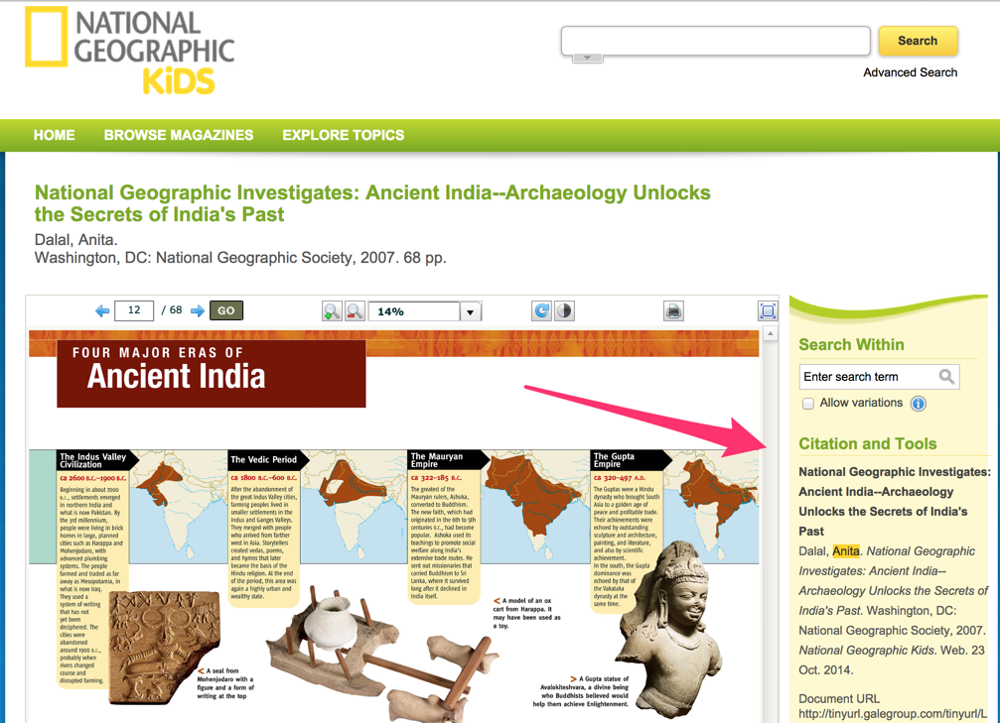 NATIONAL
GEOGRAPHIC
KiDS
Search
Advanced Search
HOME
BROWSE MAGAZINES
EXPLORE TOPICS
National Geographic Investigates: Ancient India--Archaeology Unlocks
the Secrets of India's Past
Dalal, Anita.
Washington, DC: National Geographic Society, 2007. 68 pp.
12
/ 68
GO
14%
FOUR MAJOR ERAS OF
Ancient India
The Indus Valley
Civilization
ca 2600 B.C.–1900 B.C.
Beginning in about 7000
B.C., settlements emerged
in northern India and
what is now Pakistan. By
the 3rd millennium,
people were living in brick
homes in large, planned
cities such as Harappa and
Mohenjodaro, with
advanced plumbing
systems. The people
farmed and traded as far
away as Mesopotamia, in
what is now Iraq.
They used a
system of writing
that has not
yet been
deciphered. The
cities were
abandoned
around 1900 B.C.,
probably when
rivers changed
course and
disrupted farming.
< A seal from
Mohenjodaro with a
figure and a form of
writing at the top
The Vedic Period
ca 1800 B.C.–600 B.C.
After the abandonment of
the great Indus Valley cities,
farming peoples lived in
smaller settlements in the
Indus and Ganges Valleys.
They merged with people
who arrived from farther
west in Asia. Storytellers
created vedas, poems,
and hymns that later
became the basis of the
Hindu religion. At the end
of the period, this area was
again a highly urban and
wealthy state.
The Mauryan
Empire
ca 322–185 B.C.
The greatest of the
Mauryan rulers, Ashoka,
converted to Buddhism.
The new faith, which had
originated in the 6th to 5th
centuries B.C., had become
popular. Ashoka used its
teachings to promote social
welfare along India's
extensive trade routes. He
sent out missionaries that
carried Buddhism to Sri
Lanka, where it survived
long after it declined in
India itself.
< A model of an ox
cart from Harappa. It
may have been used as
a toy.
The Gupta
Empire
ca 320–497 A.D.
The Guptas were a Hindu
dynasty who brought South
Asia to a golden age of
peace and profitable trade.
Their achievements were
echoed by outstanding
sculpture and architecture,
painting, and literature,
and also by scientific
achievement.
In the south, the Gupta
dominance was
echoed by that of
the Vakataka
dynasty at the
same time.
> A Gupta statue of
Avalokiteshvara, a divine being
who Buddhists believed would
help them achieve Enlightenment.
Search Within
Enter search term
Allow variations
Citation and Tools
National Geographic Investigates:
Ancient India--Archaeology
Unlocks the Secrets of India's
Past
Dalal, Anita. National Geographic
Investigates: Ancient India--
Archaeology Unlocks the Secrets of
India's Past. Washington, DC:
National Geographic Society, 2007.
National Geographic Kids. Web. 23
Oct. 2014.
Document URL
http://tinyurl.galegroup.com/tinyurl/L